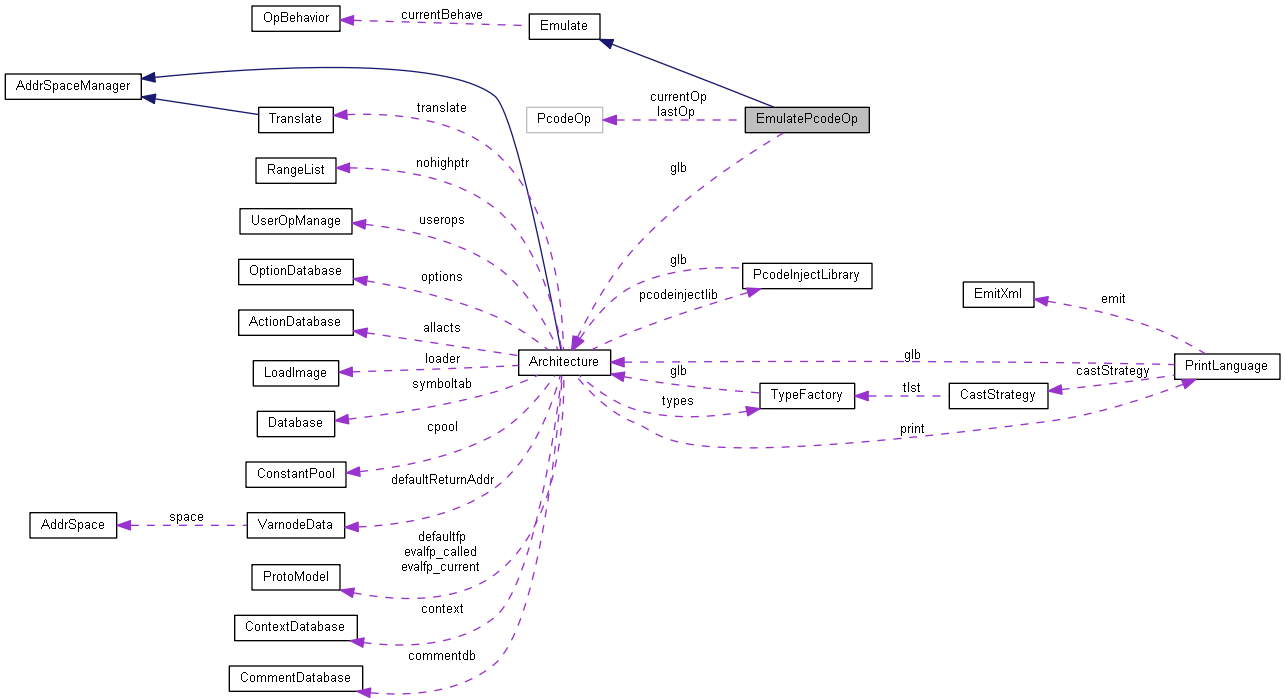 OpBehavior
currentBehave
Emulate
AddrSpaceManager
translate
Translate
currentOp
lastOp
PcodeOp
EmulatePcodeOp
nohighptr
RangeList
glb
userops
UserOpManage
options
OptionDatabase
glb
PcodeInjectLibrary
pcodeinjectlib
EmitXml
emit
allacts
ActionDatabase
loader
LoadImage
Architecture
glb
PrintLanguage
symboltab
Database
glb
types
TypeFactory
tlst
CastStrategy
castStrategy
print
cpool
ConstantPool
defaultReturnAddr
AddrSpace
space
VarnodeData
defaultfp
evalfp_called
evalfp_current
ProtoModel
context
ContextDatabase
commentdb
CommentDatabase